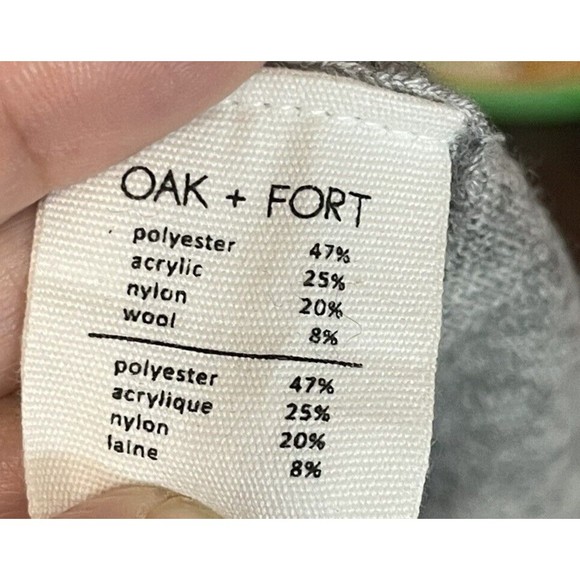 OAK + FORT
polyester 47%
acrylic 25%
nylon 20%
wool 8%
polyester 47%
acrylique 25%
nylon 20%
laine 8%